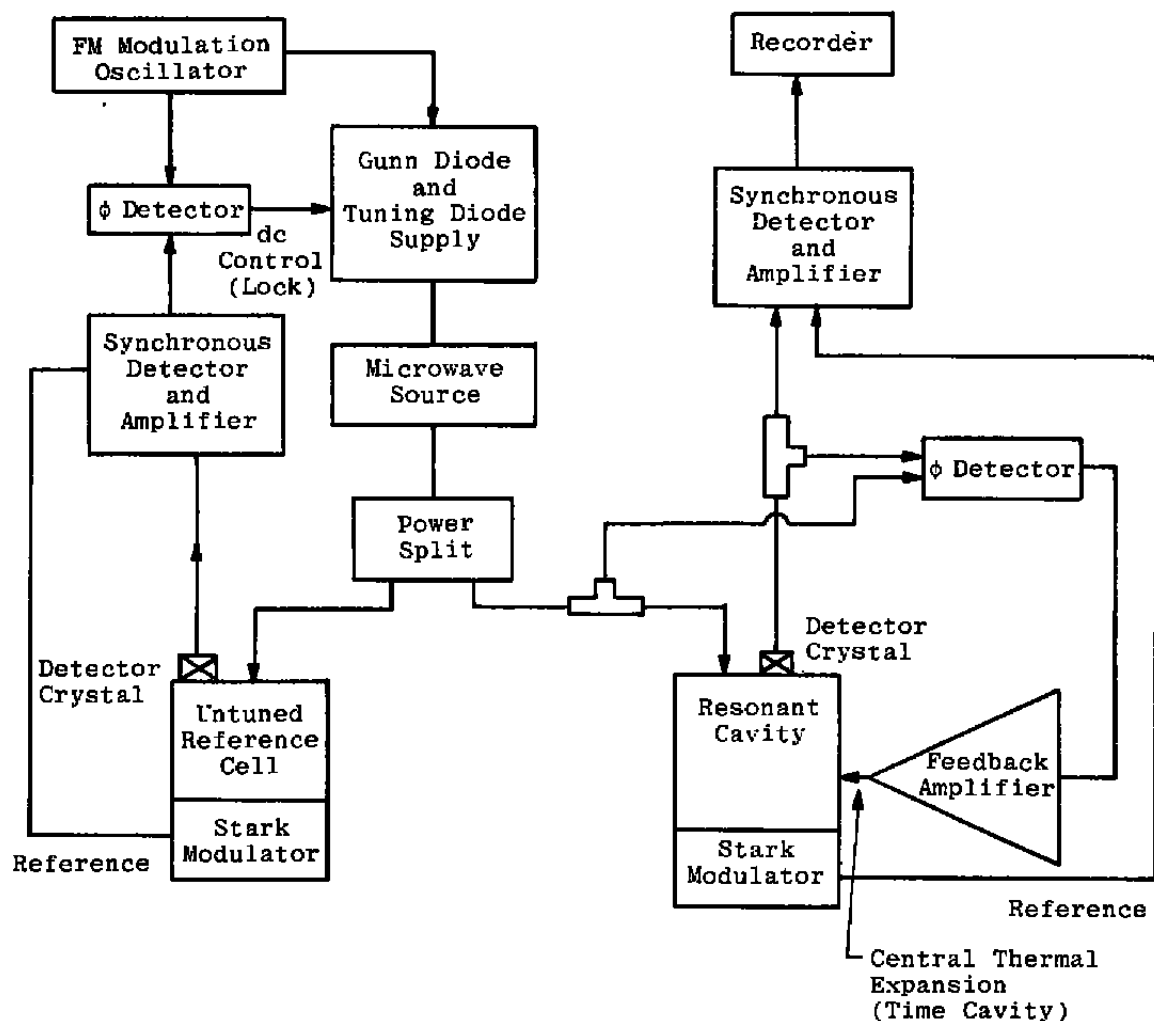 FM Modulation
Oscillator
Recorder
Gunn Diode
and
Tuning Diode
Supply
Synchronous
Detector
and
Amplifier
ϕ Detector
dc
Control
(Lock)
Synchronous
Detector
and
Amplifier
Microwave
Source
ϕ Detector
Power
Split
Detector
Crystal
Detector
Crystal
Untuned
Reference
Cell
Resonant
Cavity
Feedback
Amplifier
Stark
Modulator
Reference
Stark
Modulator
Reference
Central Thermal
Expansion
(Time Cavity)